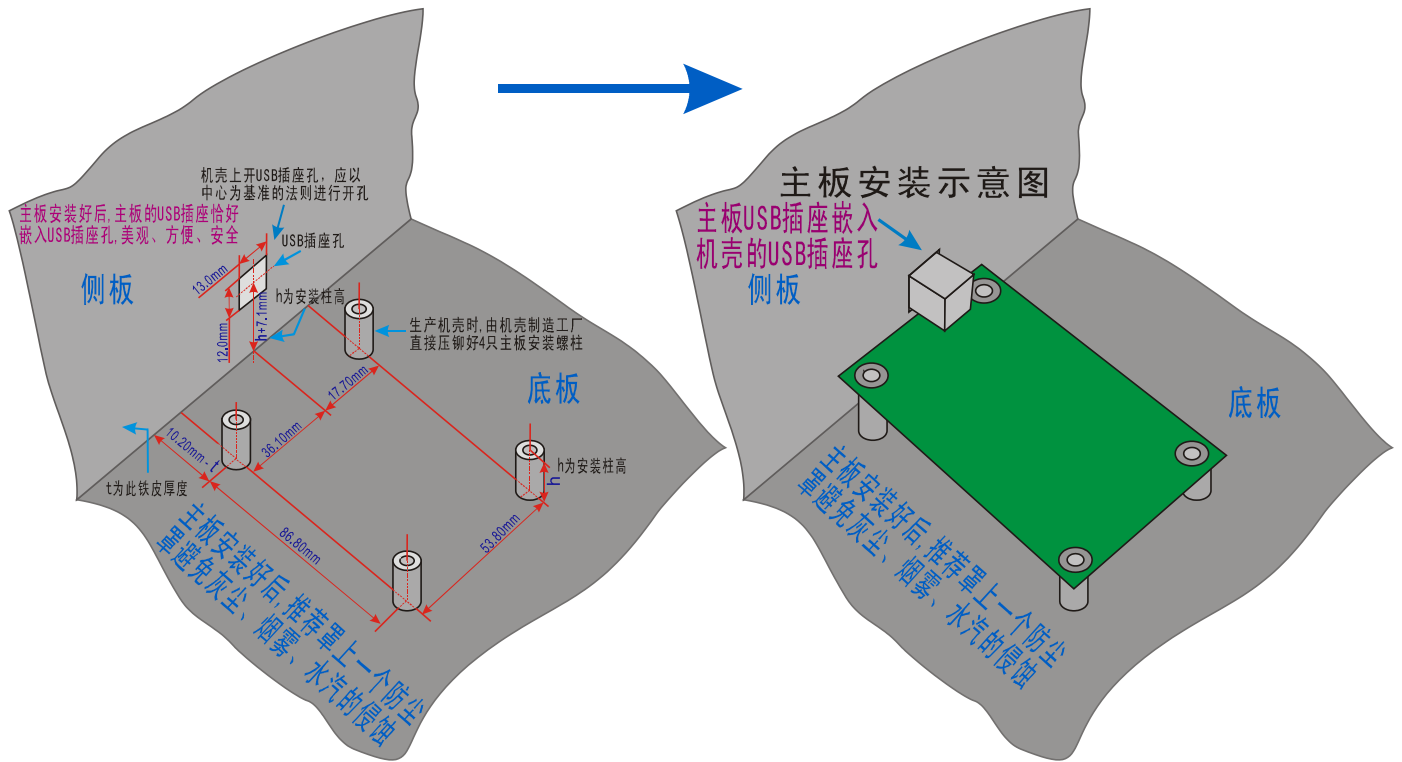 机壳上开USB插座孔，应以
中心为基准的法则进行开孔
主板安装好后,主板的USB插座恰好
嵌入USB插座孔,美观、方便、安全
USB插座孔
侧板
13.0mm
12.0mm
h+7.1mm
h为安装柱高
生产机壳时,由机壳制造工厂
直接压铆好4只主板安装螺柱
底板
17.70mm
36.10mm
10.20mm-t
t为此铁皮厚度
h为安装柱高
h
86.80mm
53.80mm
主板安装好后,推荐罩上一个防尘
罩避免灰尘、烟雾、水汽的侵蚀
主板安装示意图
主板USB插座嵌入
机壳的USB插座孔
侧板
底板
主板安装好后,推荐罩上一个防尘
罩避免灰尘、烟雾、水汽的侵蚀